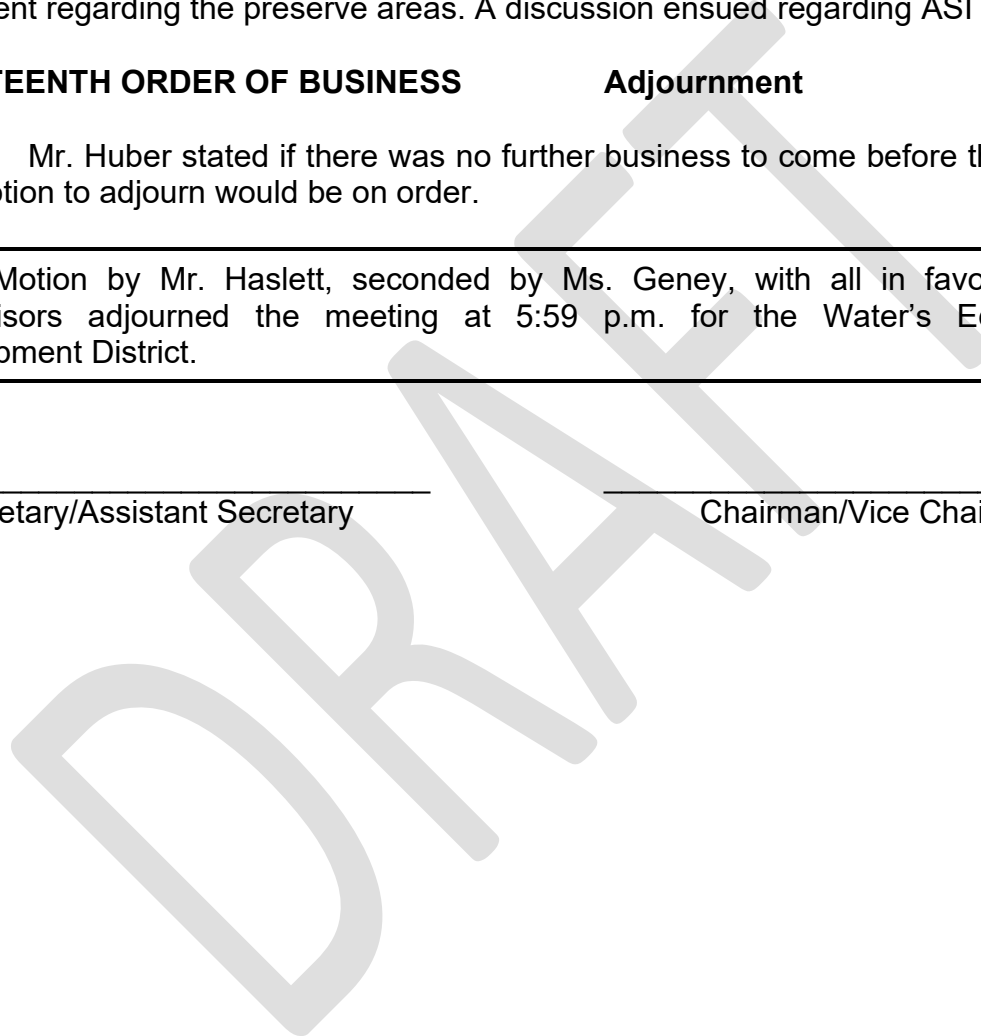 ent regarding the preserve areas. A discussion ensued regarding ASI
TEENTH ORDER OF BUSINESS Adjournment
Mr. Huber stated if there was no further business to come before th
otion to adjourn would be on order.
Motion by Mr. Haslett, seconded by Ms. Geney, with all in favo
isors adjourned the meeting at 5:59 p.m. for the Water’s Ed
pment District.
etary/Assistant Secretary Chairman/Vice Chai
DRAFT